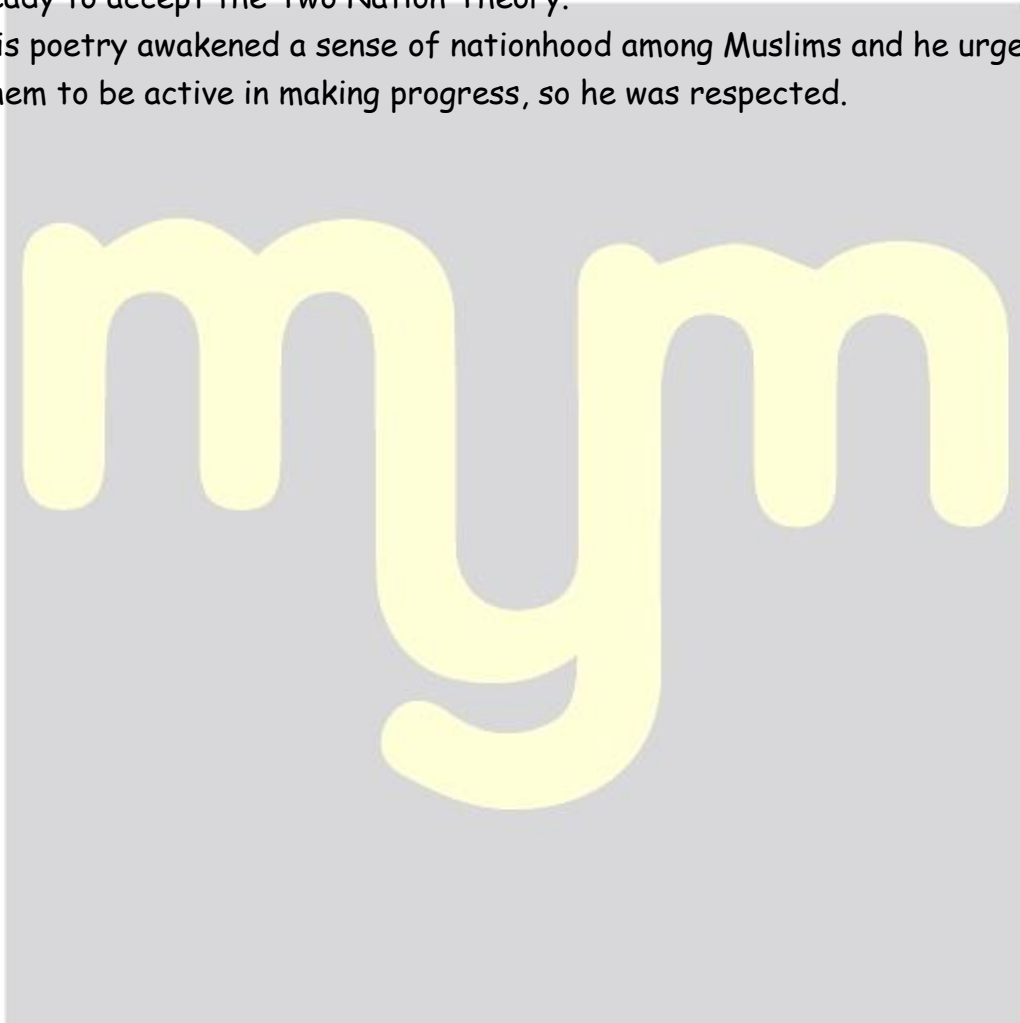 ready to accept the Two Nation Theory.
is poetry awakened a sense of nationhood among Muslims and he urge
hem to be active in making progress, so he was respected.
mym